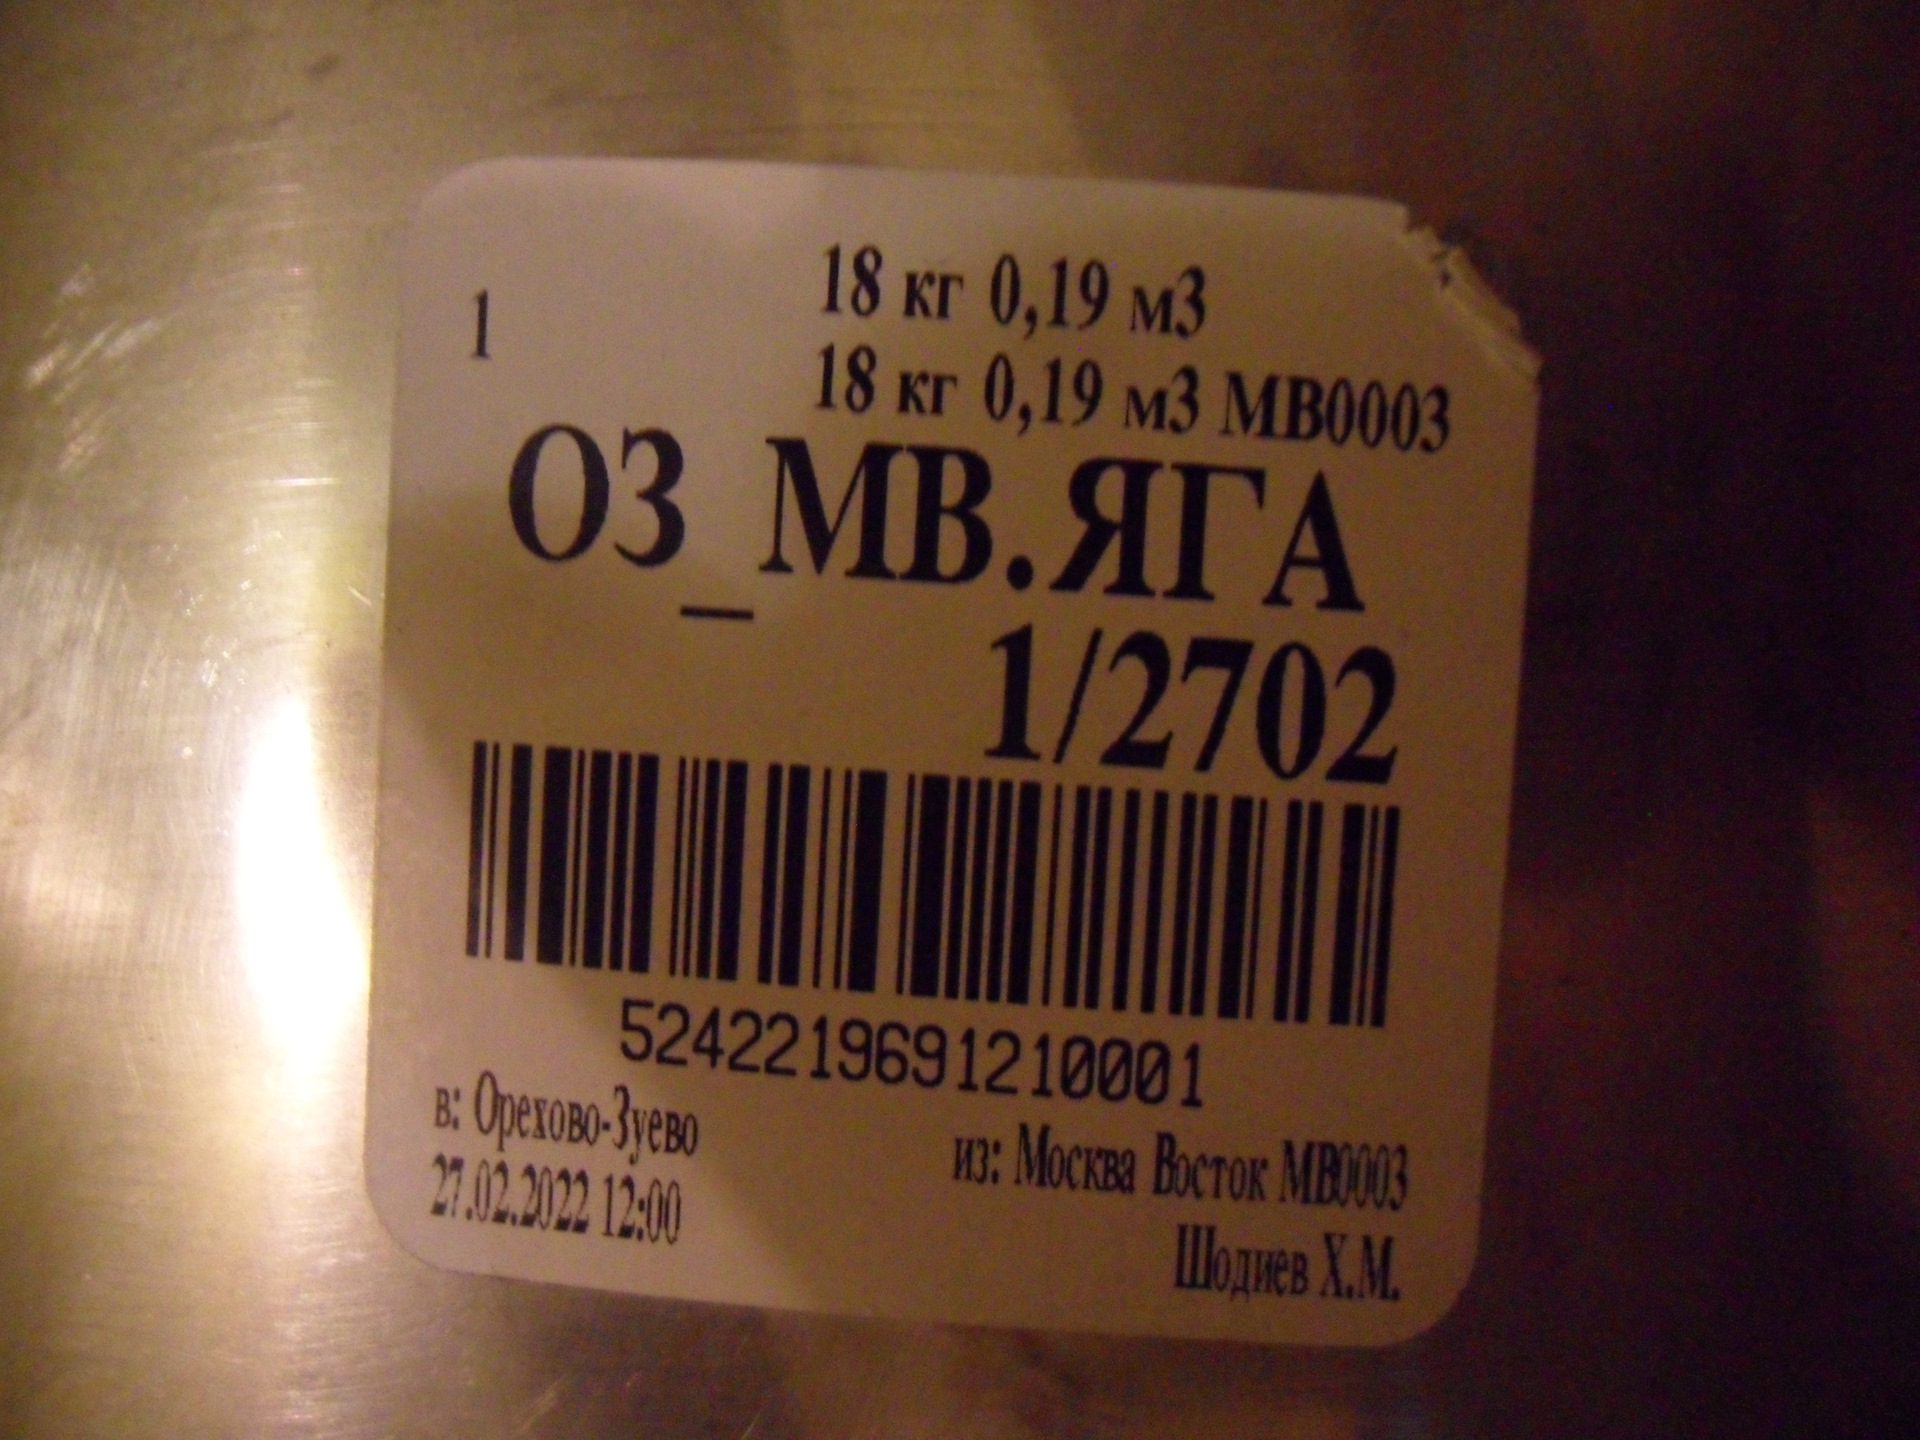 18 кг 0,19 м3
1
18 кг 0,19 м3 МВ0003
ОЗ_МВ.ЯГА
1/2702
5242219691210001
в: Орехово-Зуево
27.02.2022 12:00
из: Москва Восток МВ0003
Шодиев Х.М.